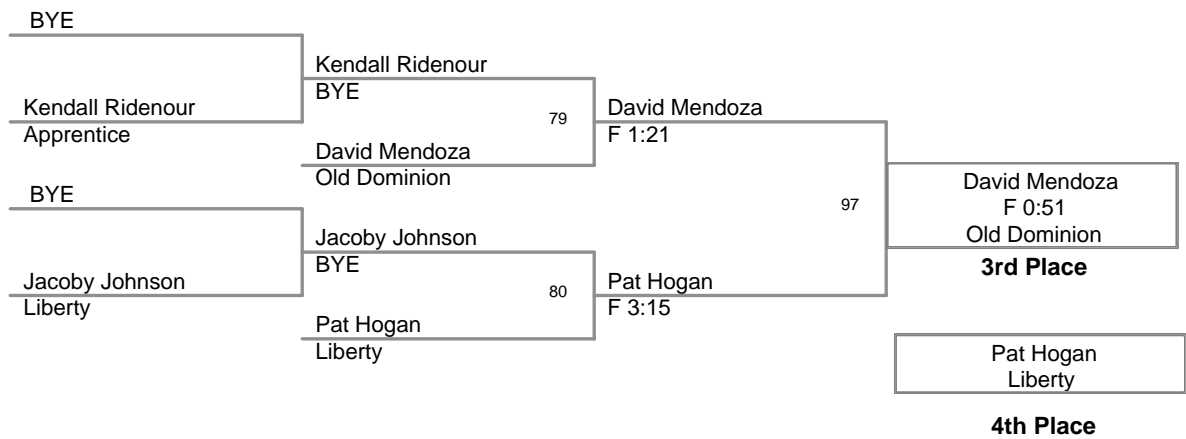 BYE
Kendall Ridenour
BYE
Kendall Ridenour
Apprentice
79
David Mendoza
F 1:21
David Mendoza
Old Dominion
BYE
97
David Mendoza
F 0:51
Old Dominion
3rd Place
Jacoby Johnson
BYE
Jacoby Johnson
Liberty
80
Pat Hogan
F 3:15
Pat Hogan
Liberty
Pat Hogan
Liberty
4th Place